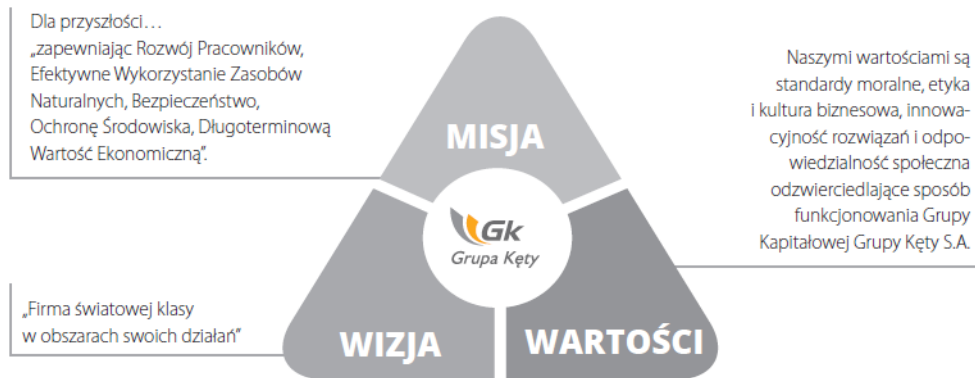 Dla przyszłości…
„zapewniając Rozwój Pracowników,
Efektywne Wykorzystanie Zasobów
Naturalnych, Bezpieczeństwo,
Ochronę Środowiska, Długoterminową
Wartość Ekonomiczną”.
MISJA
Naszymi wartościami są
standardy moralne, etyka
i kultura biznesowa, innowa-
cyjność rozwiązań i odpo-
wiedzialność społeczna
odzwierciedlające sposób
funkcjonowania Grupy
Kapitałowej Grupy Kęty S.A.
Gk
Grupa Kęty
„Firma światowej klasy
w obszarach swoich działań”
WIZJA
WARTOŚCI